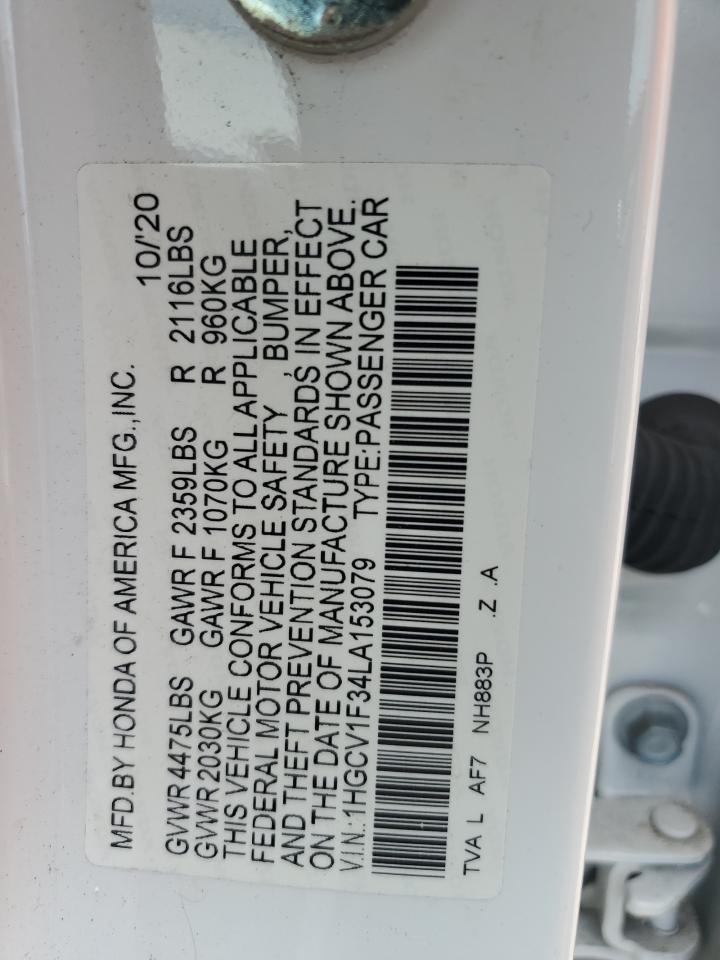 MFD.BY HONDA OF AMERICA MFG.,INC. 10/'20
GVWR 4475LBS GAWR F 2359LBS R 2116LBS
GVWR 2030KG GAWR F 1070KG R 960KG
THIS VEHICLE CONFORMS TO ALL APPLICABLE
FEDERAL MOTOR VEHICLE SAFETY , BUMPER,
AND THEFT PREVENTION STANDARDS IN EFFECT
ON THE DATE OF MANUFACTURE SHOWN ABOVE.
V.I.N.:1HGCV1F34LA153079 TYPE:PASSENGER CAR
TVA L AF7 NH883P .Z .A